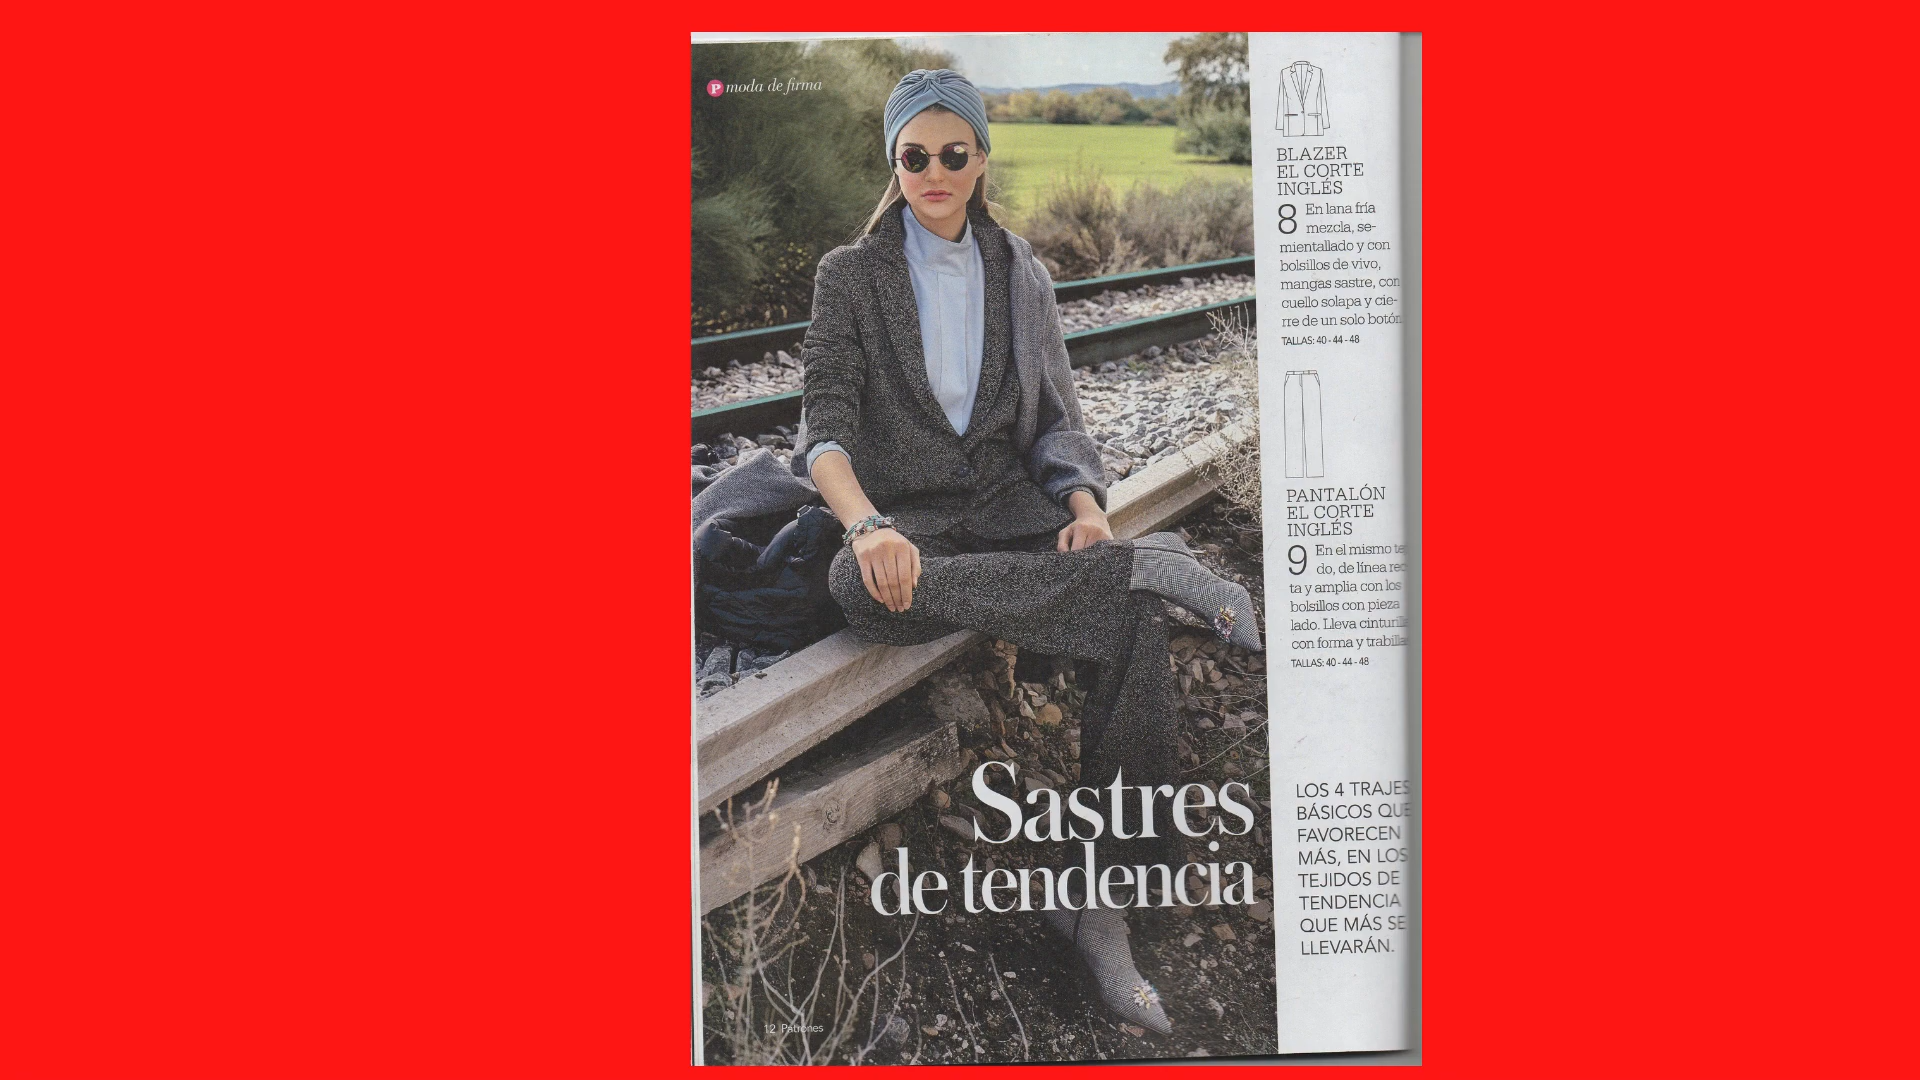 P moda de firma
BLAZER
EL CORTE
INGLÉS
8 En lana fría
mezcla, se-
mientallado y con
bolsillos de vivo,
mangas sastre, con
cuello solapa y cie-
rre de un solo botón
TALLAS: 40 - 44 - 48
PANTALÓN
EL CORTE
INGLÉS
9 En el mismo te
do, de línea rec-
ta y amplia con los
bolsillos con pieza
lado. Lleva cinturilla
con forma y trabillas
TALLAS: 40 - 44 - 48
Sastres
de tendencia
LOS 4 TRAJES
BÁSICOS QUE
FAVORECEN
MÁS, EN LOS
TEJIDOS DE
TENDENCIA
QUE MÁS SE
LLEVARÁN.
12 Patrones